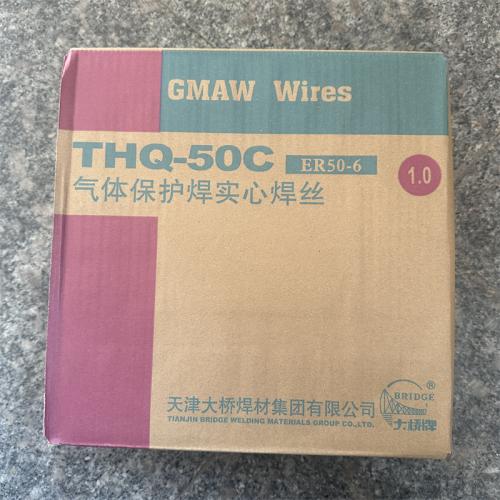 GMAW Wires
THQ-50C ER50-6
1.0
气体保护焊实心焊丝
天津大桥焊材集团有限公司
TIANJIN BRIDGE WELDING MATERIALS GROUP CO.,LTD.
BRIDGE ®
大桥牌